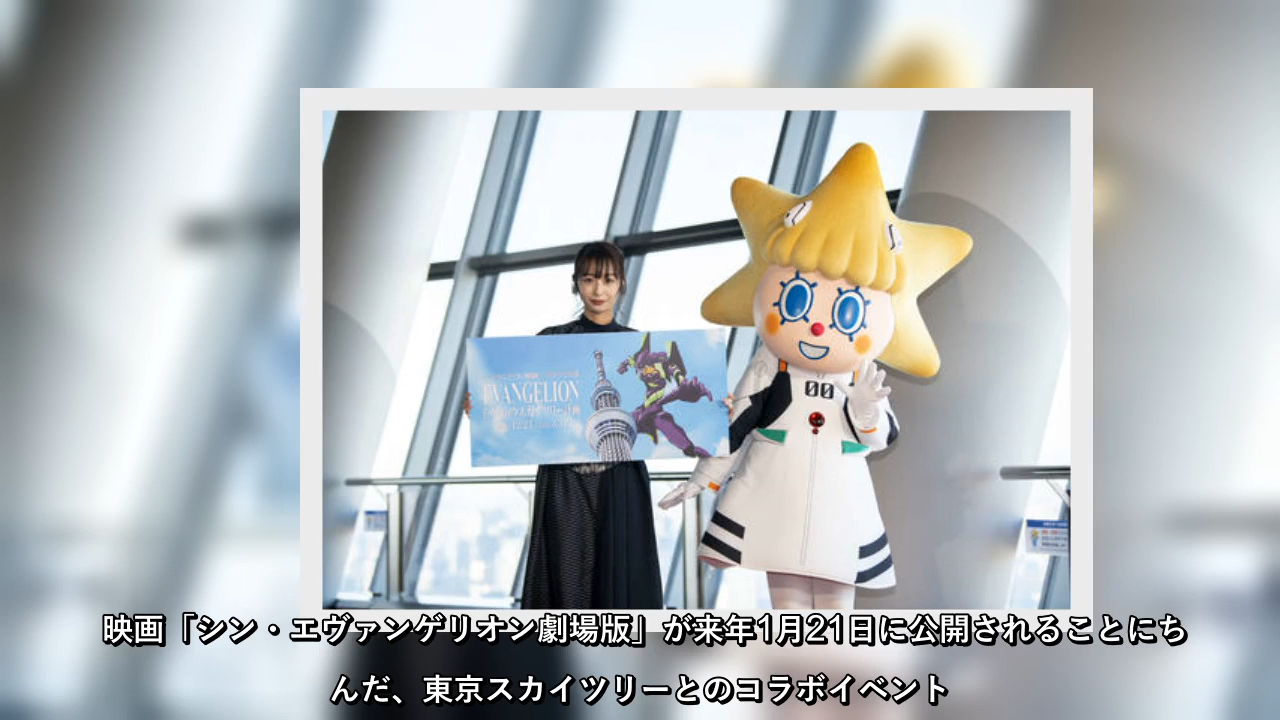 EVANGELION
00
映画「シン・エヴァンゲリオン劇場版」が来年1月21日に公開されることにち
んだ、東京スカイツリーとのコラボイベント